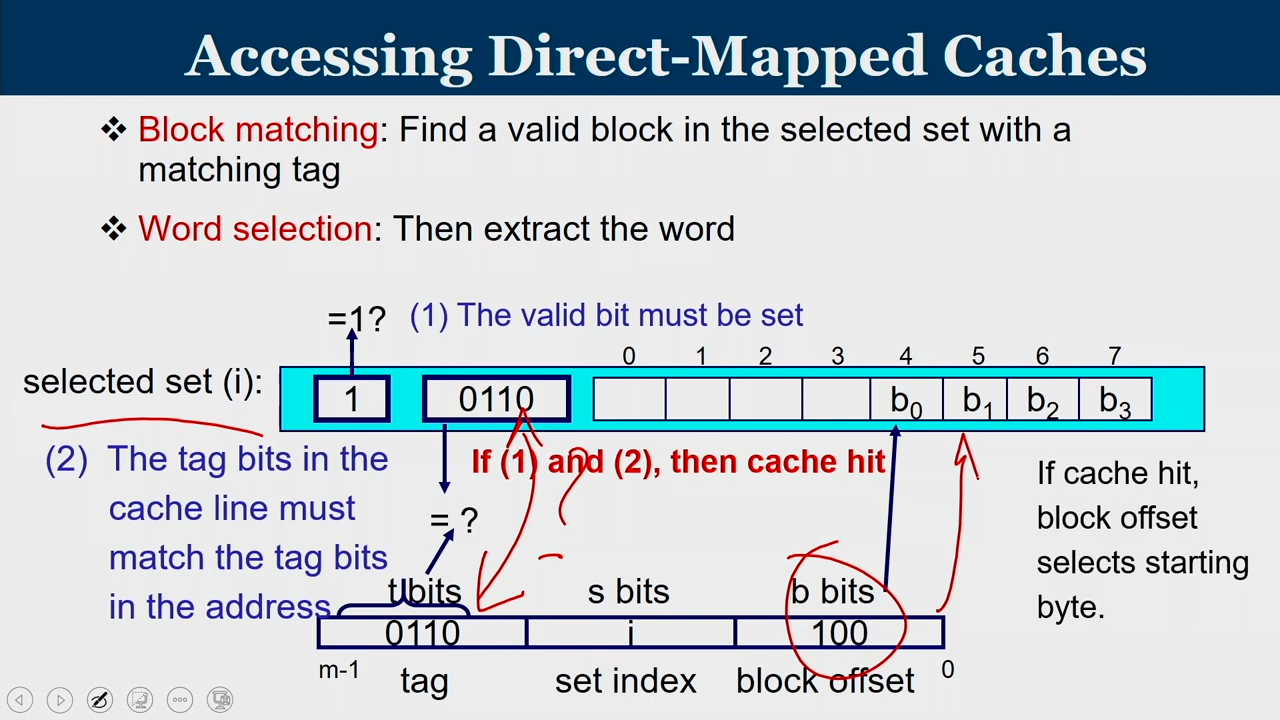 Accessing Direct-Mapped Caches
❖ Block matching: Find a valid block in the selected set with a
matching tag
❖ Word selection: Then extract the word
=1? (1) The valid bit must be set
0 1 2 3 4 5 6 7
selected set (i): 1 0110 b0 b1 b2 b3
(2) The tag bits in the
cache line must
match the tag bits
in the address
If (1) and (2), then cache hit
= ?
If cache hit,
block offset
selects starting
byte.
t bits s bits b bits
0110 i 100
m-1 0
tag set index block offset